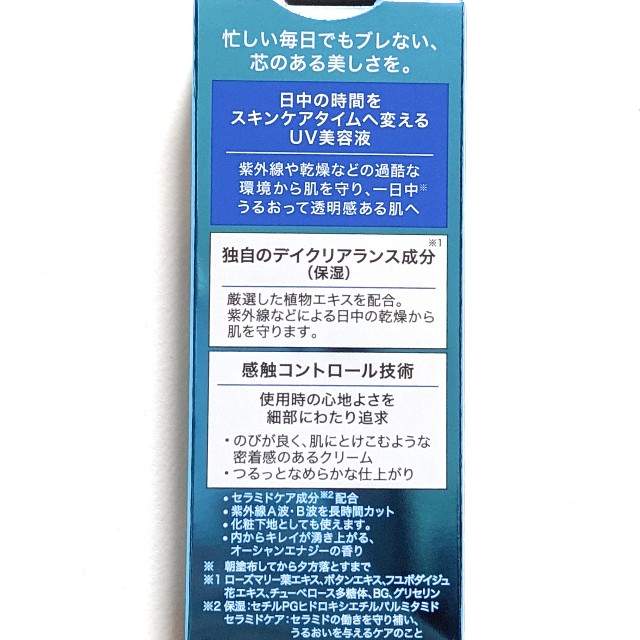 忙しい毎日でもブレない、
芯のある美しさを。
日中の時間を
スキンケアタイムへ変える
UV美容液
紫外線や乾燥などの過酷な
環境から肌を守り、一日中※
うるおって透明感ある肌へ
独自のデイクリアランス成分※1
（保湿）
厳選した植物エキスを配合。
紫外線などによる日中の乾燥から
肌を守ります。
感触コントロール技術
使用時の心地よさを
細部にわたり追求
・のびが良く、肌にとけこむような
密着感のあるクリーム
・つるっとなめらかな仕上がり
●セラミドケア成分※2配合
●紫外線A波・B波を長時間カット
●化粧下地としても使えます。
●内からキレイが湧き上がる、
オーシャンエナジーの香り
※ 朝塗布してから夕方落とすまで
※1 ローズマリー葉エキス、ボタンエキス、フユボダイジュ
花エキス、チューベロース多糖体、BG、グリセリン
※2 保湿：セチルPGヒドロキシエチルパルミタミド
セラミドケア：セラミドの働きを守り補い、
うるおいを与えるケアのこと